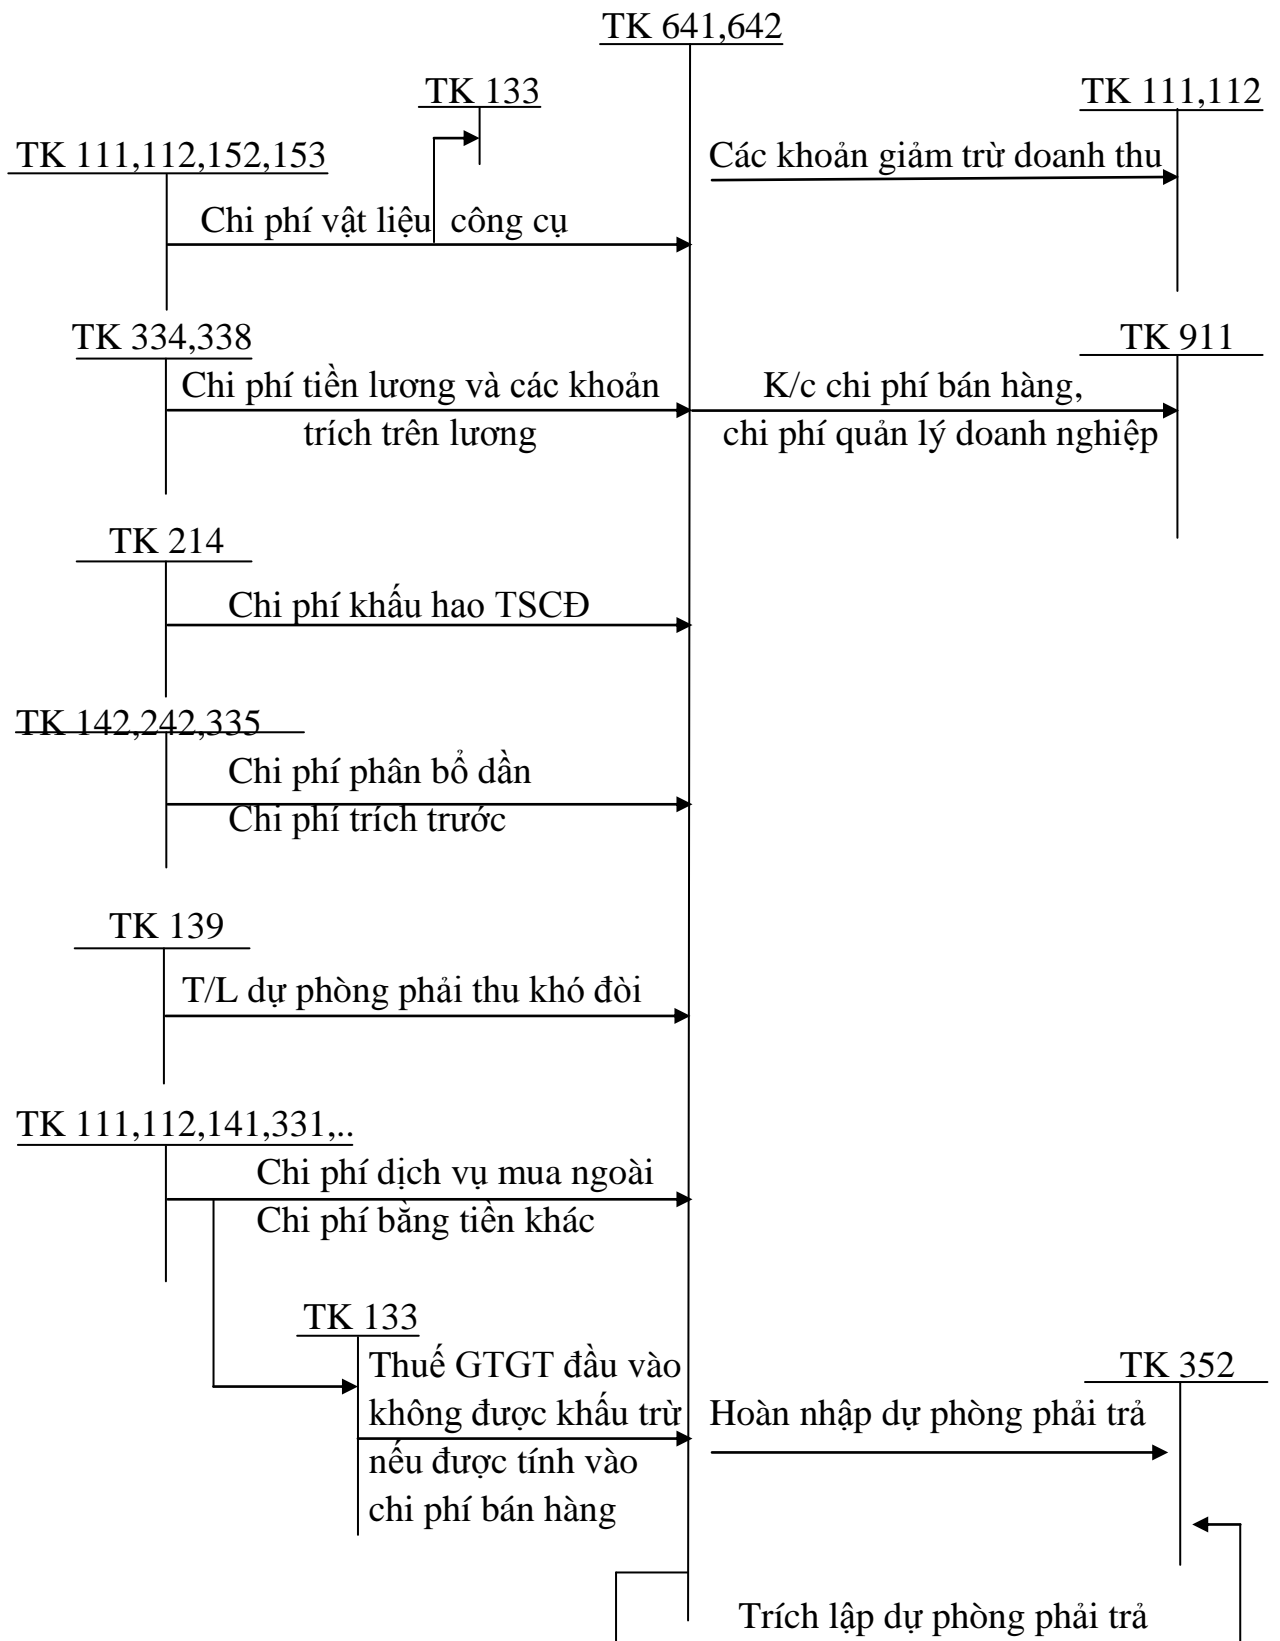 TK 641,642
TK 133
TK 111,112
TK 111,112,152,153
Các khoản giảm trừ doanh thu
Chi phí vật liệu công cụ
TK 334,338
TK 911
Chi phí tiền lương và các khoản
trích trên lương
K/c chi phí bán hàng,
chi phí quản lý doanh nghiệp
TK 214
Chi phí khấu hao TSCĐ
TK 142,242,335
Chi phí phân bổ dần
Chi phí trích trước
TK 139
T/L dự phòng phải thu khó đòi
TK 111,112,141,331,..
Chi phí dịch vụ mua ngoài
Chi phí bằng tiền khác
TK 133
Thuế GTGT đầu vào
không được khấu trừ
nếu được tính vào
chi phí bán hàng
TK 352
Hoàn nhập dự phòng phải trả
Trích lập dự phòng phải trả